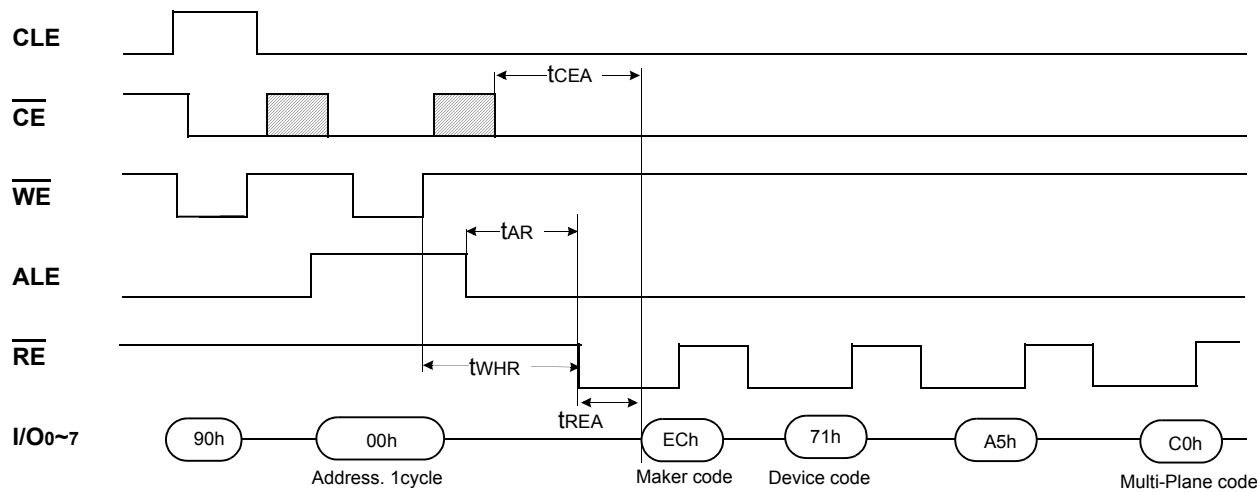 CLE
tCEA
CE
WE
tAR
ALE
RE
tWHR
tREA
I/O0~7
90h
00h
ECh
71h
A5h
C0h
Address. 1cycle
Maker code
Device code
Multi-Plane code